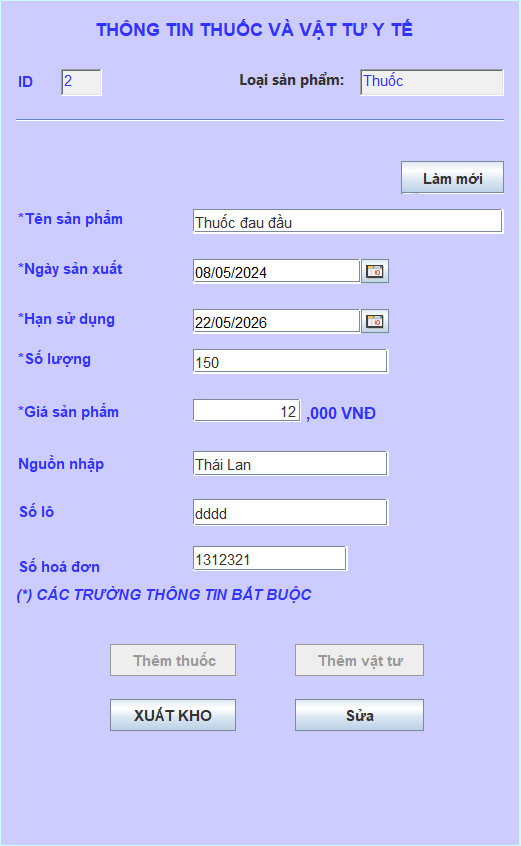 THÔNG TIN THUỐC VÀ VẬT TƯ Y TẾ
ID 2 Loại sản phẩm: Thuốc
Làm mới
*Tên sản phẩm Thuốc đau đầu
*Ngày sản xuất 08/05/2024
*Hạn sử dụng 22/05/2026
*Số lượng 150
*Giá sản phẩm 12 ,000 VNĐ
Nguồn nhập Thái Lan
Số lô dddd
Số hoá đơn 1312321
(*) CÁC TRƯỜNG THÔNG TIN BẮT BUỘC
Thêm thuốc Thêm vật tư
XUẤT KHO Sửa